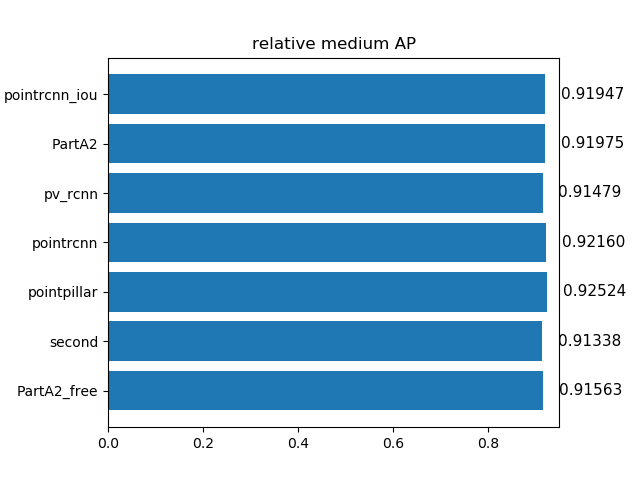 relative medium AP
pointrcnn_iou 0.91947
PartA2 0.91975
pv_rcnn 0.91479
pointrcnn 0.92160
pointpillar 0.92524
second 0.91338
PartA2_free 0.91563
0.0 0.2 0.4 0.6 0.8